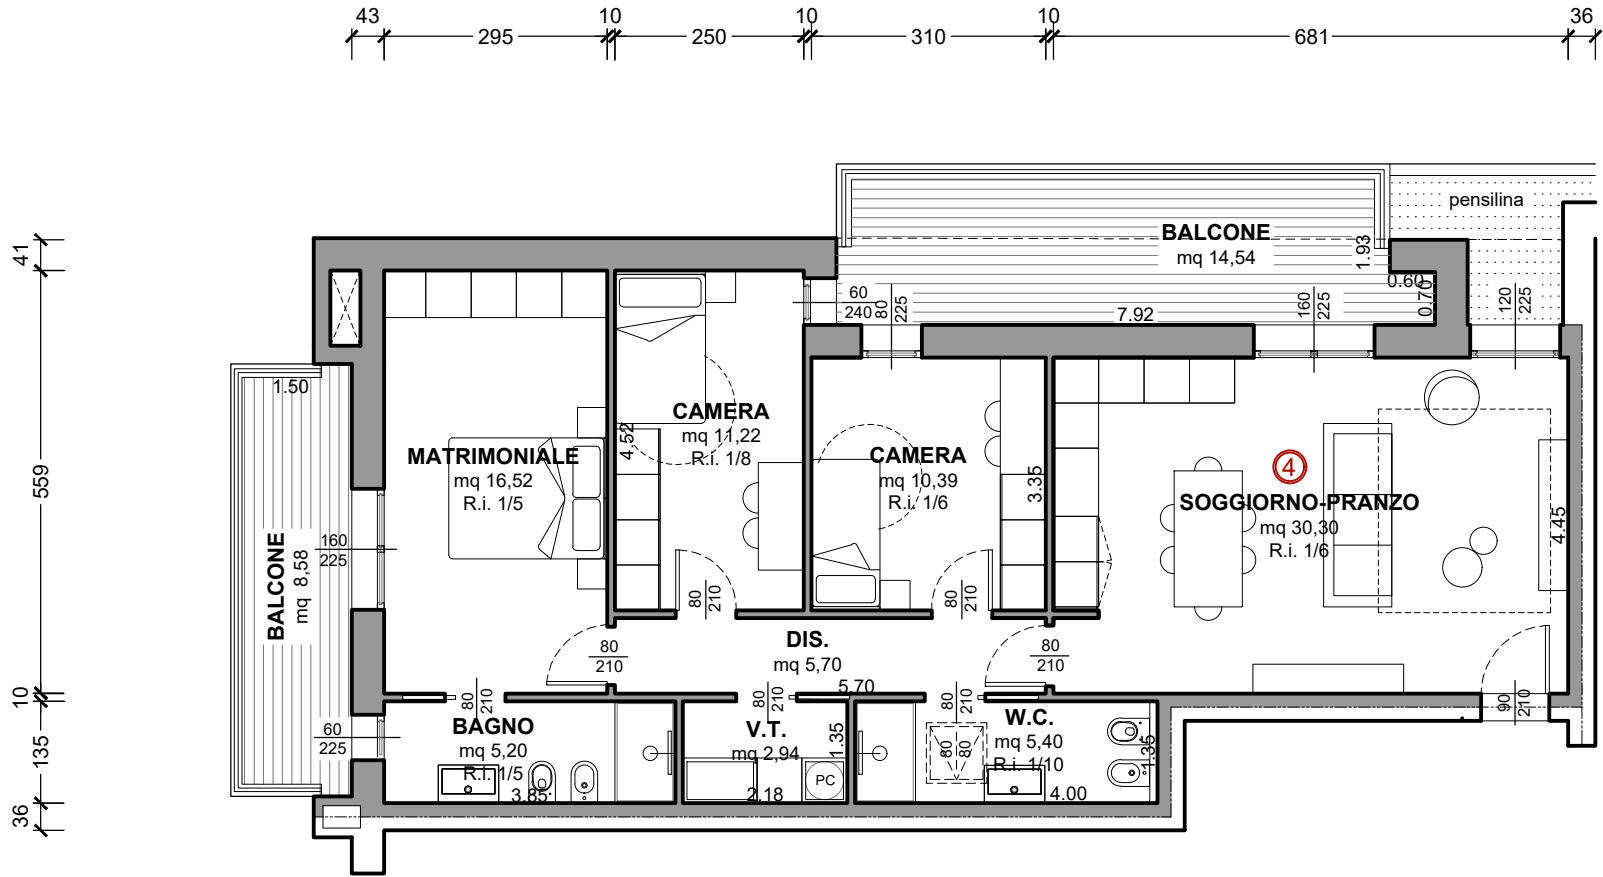 43
10
10
10
36
295
250
310
681
pensilina
BALCONE
mq 14,54
1.93
0.60
0.70
7.92
60
240
80
225
160
225
120
225
41
559
10
135
36
1.50
BALCONE
mq 8,58
160
225
60
225
MATRIMONIALE
mq 16,52
R.i. 1/5
CAMERA
mq 11,22
R.i. 1/8
4.52
CAMERA
mq 10,39
R.i. 1/6
3.35
4
SOGGIORNO-PRANZO
mq 30,30
R.i. 1/6
4.45
80
210
80
210
80
210
DIS.
mq 5,70
5.70
80
210
80
210
80
210
80
210
90
210
BAGNO
mq 5,20
R.i. 1/5
3.85
V.T.
mq 2,94
1.35
2.18
PC
W.C.
mq 5,40
R.i. 1/10
80
80
1.35
4.00